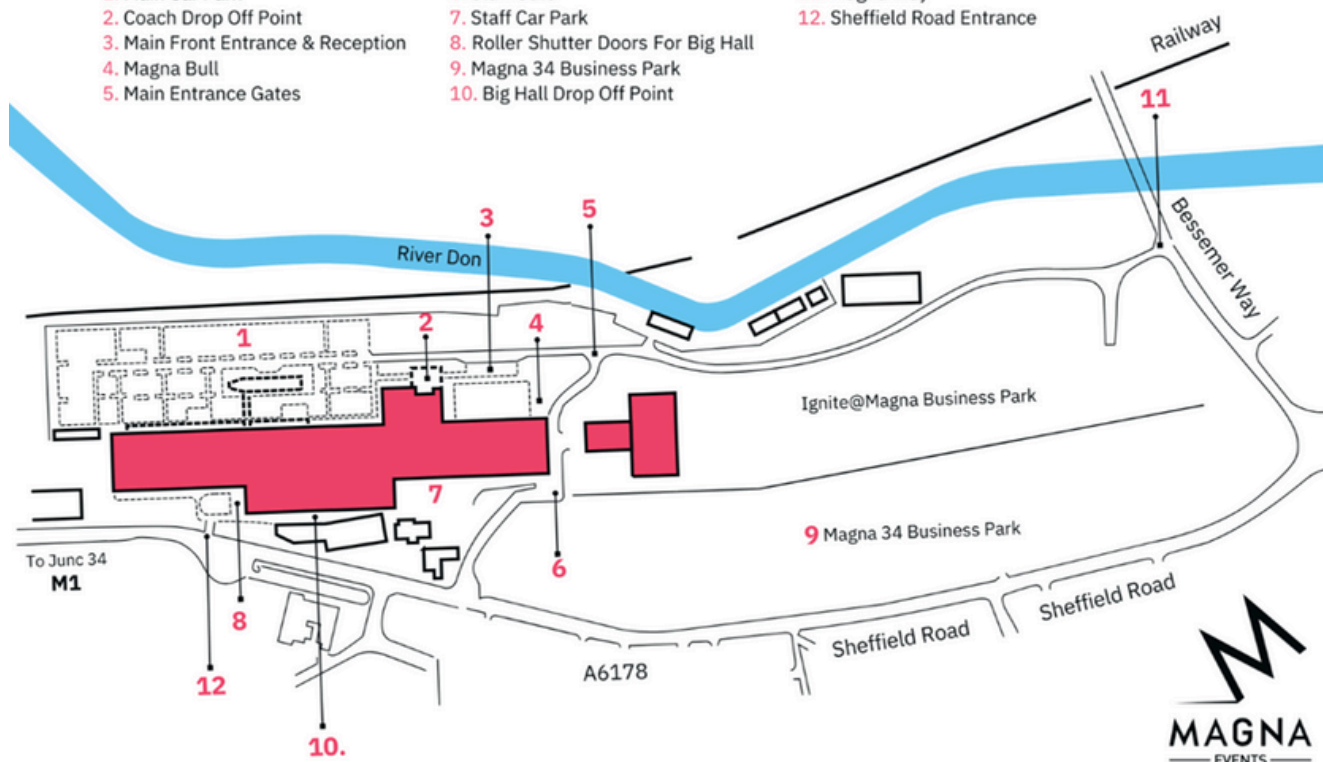 2. Coach Drop Off Point
3. Main Front Entrance & Reception
4. Magna Bull
5. Main Entrance Gates
7. Staff Car Park
8. Roller Shutter Doors For Big Hall
9. Magna 34 Business Park
10. Big Hall Drop Off Point
12. Sheffield Road Entrance
Railway
11
3
5
River Don
Bessemer Way
1
2
4
Ignite@Magna Business Park
7
9 Magna 34 Business Park
To Junc 34
M1
6
8
Sheffield Road
Sheffield Road
A6178
12
10.
MAGNA
EVENTS